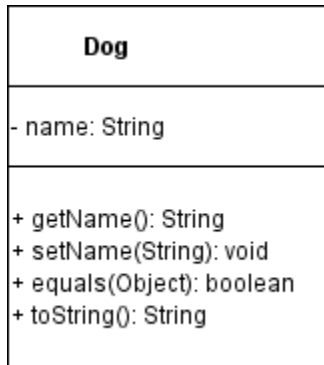 Dog
- name: String
+ getName(): String
+ setName(String): void
+ equals(Object): boolean
+ toString(): String